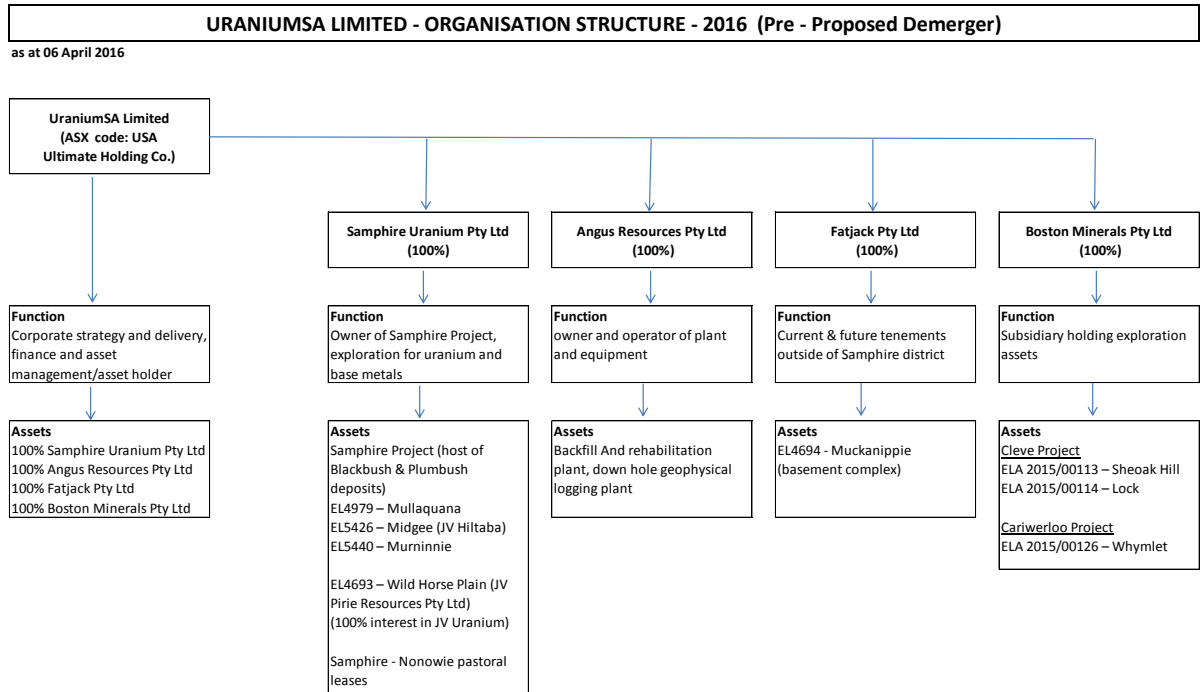 URANIUMSA LIMITED - ORGANISATION STRUCTURE - 2016 (Pre - Proposed Demerger)
as at 06 April 2016
UraniumSA Limited
(ASX code: USA
Ultimate Holding Co.)
Samphire Uranium Pty Ltd
(100%)
Angus Resources Pty Ltd
(100%)
Fatjack Pty Ltd
(100%)
Boston Minerals Pty Ltd
(100%)
Function
Corporate strategy and delivery,
finance and asset
management/asset holder
Function
Owner of Samphire Project,
exploration for uranium and
base metals
Function
owner and operator of plant
and equipment
Function
Current & future tenements
outside of Samphire district
Function
Subsidiary holding exploration
assets
Assets
100% Samphire Uranium Pty Ltd
100% Angus Resources Pty Ltd
100% Fatjack Pty Ltd
100% Boston Minerals Pty Ltd
Assets
Samphire Project (host of
Blackbush & Plumbush
deposits)
EL4979 – Mullaquana
EL5426 – Midgee (JV Hiltaba)
EL5440 – Murninnie
EL4693 – Wild Horse Plain (JV
Pirie Resources Pty Ltd)
(100% interest in JV Uranium)
Samphire - Nonowie pastoral
leases
Assets
Backfill And rehabilitation
plant, down hole geophysical
logging plant
Assets
EL4694 - Muckanippie
(basement complex)
Assets
Cleve Project
ELA 2015/00113 – Sheoak Hill
ELA 2015/00114 – Lock
Cariwerloo Project
ELA 2015/00126 – Whymlet